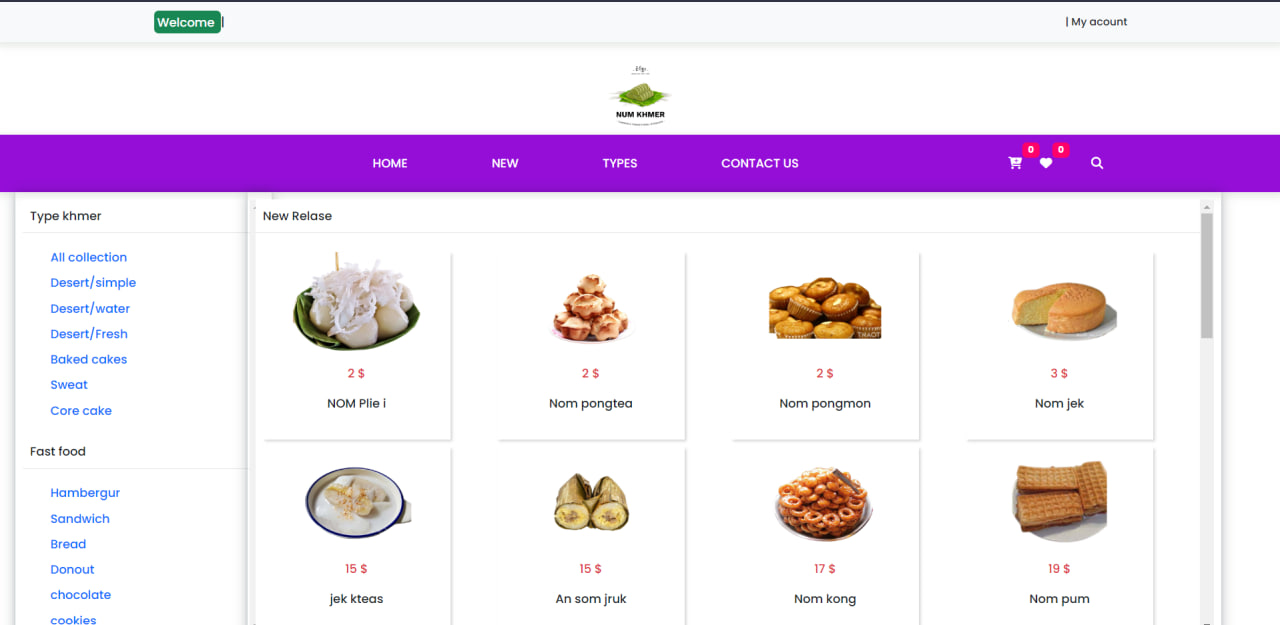 Welcome |
| My acount
NUM KHMER
HOME
NEW
TYPES
CONTACT US
0
0
Type khmer
All collection
Desert/simple
Desert/water
Desert/Fresh
Baked cakes
Sweat
Core cake
Fast food
Hambergur
Sandwich
Bread
Donout
chocolate
cookies
New Relase
2 $
NOM Plie i
2 $
Nom pongtea
2 $
Nom pongmon
3 $
Nom jek
15 $
jek kteas
15 $
An som jruk
17 $
Nom kong
19 $
Nom pum